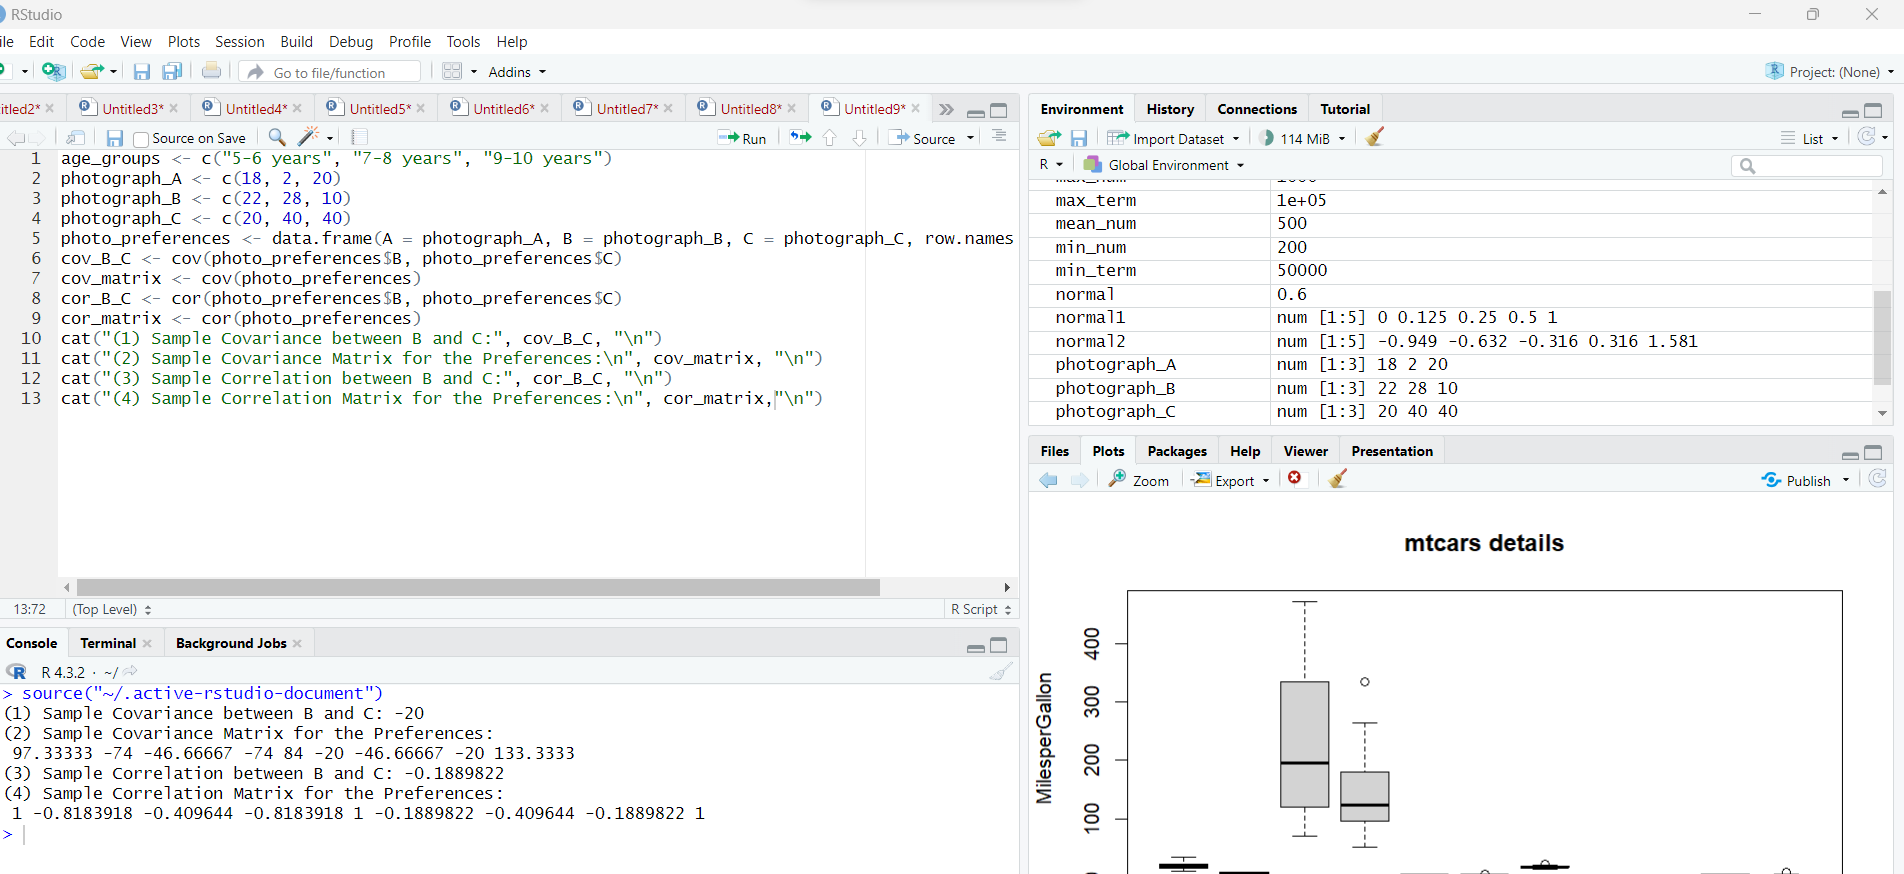 RStudio
ile Edit Code View Plots Session Build Debug Profile Tools Help
Go to file/function Addins Project: (None)
itled2* Untitled3* Untitled4* Untitled5* Untitled6* Untitled7* Untitled8* Untitled9*
Source on Save Run Source
1 age_groups <- c("5-6 years", "7-8 years", "9-10 years")
2 photograph_A <- c(18, 2, 20)
3 photograph_B <- c(22, 28, 10)
4 photograph_C <- c(20, 40, 40)
5 photo_preferences <- data.frame(A = photograph_A, B = photograph_B, C = photograph_C, row.names
6 cov_B_C <- cov(photo_preferences$B, photo_preferences$C)
7 cov_matrix <- cov(photo_preferences)
8 cor_B_C <- cor(photo_preferences$B, photo_preferences$C)
9 cor_matrix <- cor(photo_preferences)
10 cat("(1) Sample Covariance between B and C:", cov_B_C, "\n")
11 cat("(2) Sample Covariance Matrix for the Preferences:\n", cov_matrix, "\n")
12 cat("(3) Sample Correlation between B and C:", cor_B_C, "\n")
13 cat("(4) Sample Correlation Matrix for the Preferences:\n", cor_matrix,"\n")
13:72 (Top Level) R Script
Console Terminal Background Jobs
R 4.3.2 · ~/
> source("~/.active-rstudio-document")
(1) Sample Covariance between B and C: -20
(2) Sample Covariance Matrix for the Preferences:
97.33333 -74 -46.66667 -74 84 -20 -46.66667 -20 133.3333
(3) Sample Correlation between B and C: -0.1889822
(4) Sample Correlation Matrix for the Preferences:
1 -0.8183918 -0.409644 -0.8183918 1 -0.1889822 -0.409644 -0.1889822 1
>
Environment History Connections Tutorial
Import Dataset 114 MiB List
R Global Environment
max_term 1e+05
mean_num 500
min_num 200
min_term 50000
normal 0.6
normal1 num [1:5] 0 0.125 0.25 0.5 1
normal2 num [1:5] -0.949 -0.632 -0.316 0.316 1.581
photograph_A num [1:3] 18 2 20
photograph_B num [1:3] 22 28 10
photograph_C num [1:3] 20 40 40
Files Plots Packages Help Viewer Presentation
Zoom Export Publish
mtcars details
MilesperGallon
400
300
200
100